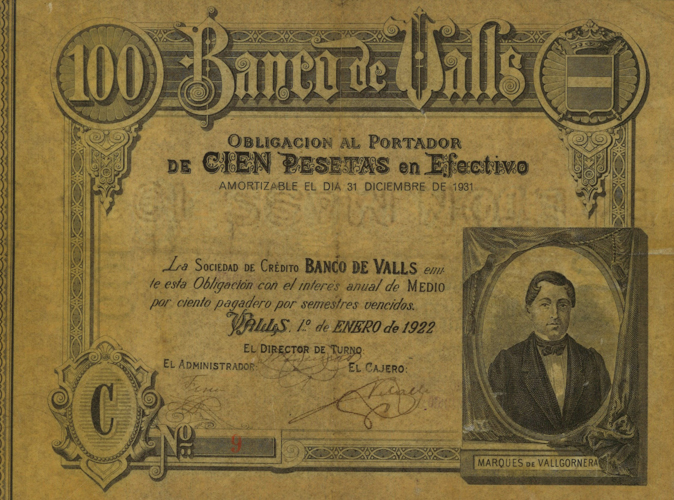 100 Banco de Valls
OBLIGACION AL PORTADOR
DE CIEN PESETAS en Efectivo
AMORTIZABLE EL DIA 31 DICIEMBRE DE 1931
La SOCIEDAD DE CRÉDITO BANCO DE VALLS emi-
te esta Obligación con el interés anual de MEDIO
por ciento pagadero por semestres vencidos.
VALLS, 1º de ENERO de 1922
EL DIRECTOR DE TURNO
EL ADMINISTRADOR: EL CAJERO:
C
Nº 9
MARQUES DE VALLGORNERA